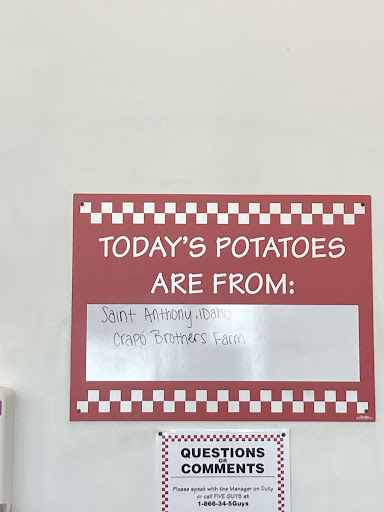 TODAY'S POTATOES
ARE FROM:
Saint Anthony, IDaho
Crapo Brothers Farm
QUESTIONS
OR
COMMENTS
Please speak with the Manager on Duty
or call FIVE GUYS at
1-866-34-5Guys